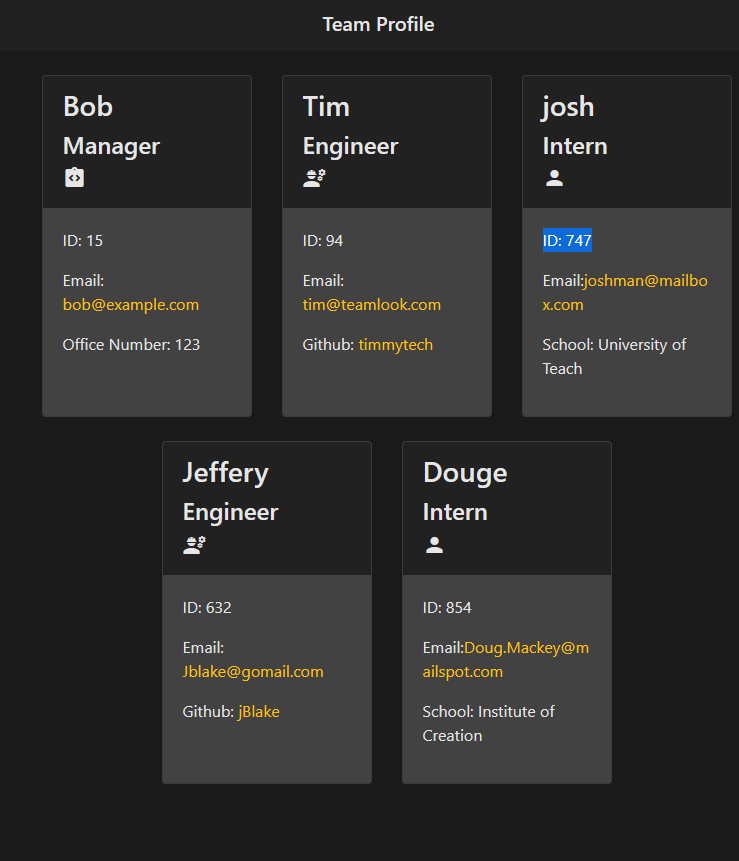 Team Profile
Bob
Manager
ID: 15
Email:
bob@example.com
Office Number: 123
Tim
Engineer
ID: 94
Email:
tim@teamlook.com
Github: timmytech
josh
Intern
ID: 747
Email:joshman@mailbo
x.com
School: University of
Teach
Jeffery
Engineer
ID: 632
Email:
Jblake@gomail.com
Github: jBlake
Douge
Intern
ID: 854
Email:Doug.Mackey@m
ailspot.com
School: Institute of
Creation